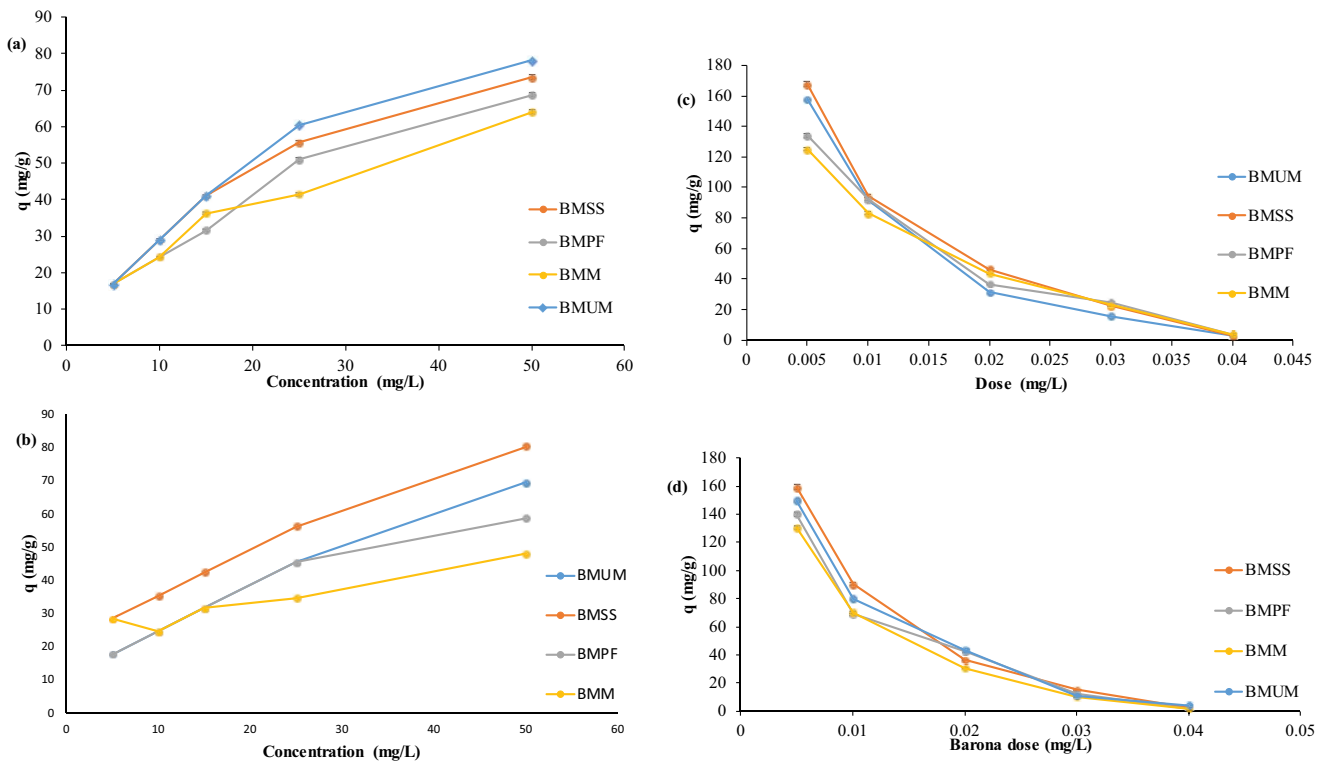 (a)
q (mg/g)
90
80
70
60
50
40
30
20
10
0
0 10 20 30 40 50 60
Concentration (mg/L)
BMSS
BMPF
BMM
BMUM
(b)
q (mg/g)
90
80
70
60
50
40
30
20
10
0
0 10 20 30 40 50 60
Concentration (mg/L)
BMUM
BMSS
BMPF
BMM
(c)
q (mg/g)
180
160
140
120
100
80
60
40
20
0
0 0.005 0.01 0.015 0.02 0.025 0.03 0.035 0.04 0.045
Dose (mg/L)
BMUM
BMSS
BMPF
BMM
(d)
q (mg/g)
180
160
140
120
100
80
60
40
20
0
0 0.01 0.02 0.03 0.04 0.05
Barona dose (mg/L)
BMSS
BMPF
BMM
BMUM